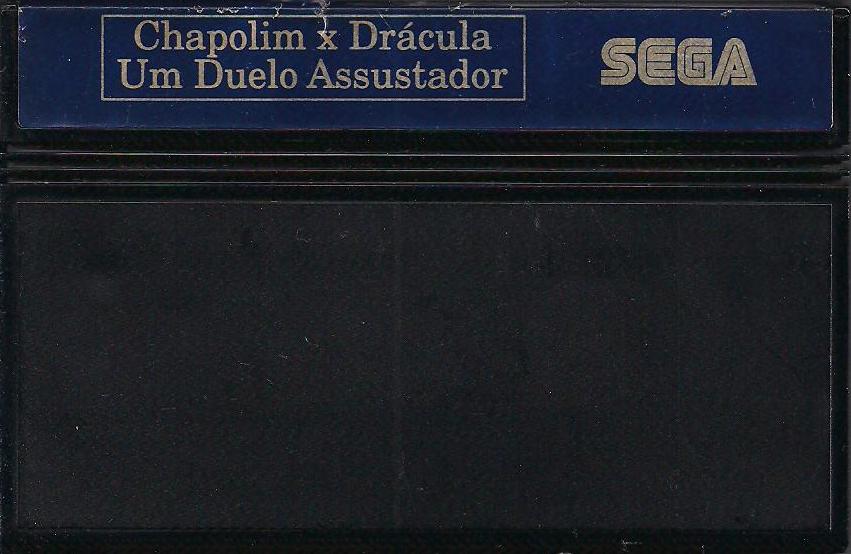 Chapolim x Drácula
Um Duelo Assustador
SEGA